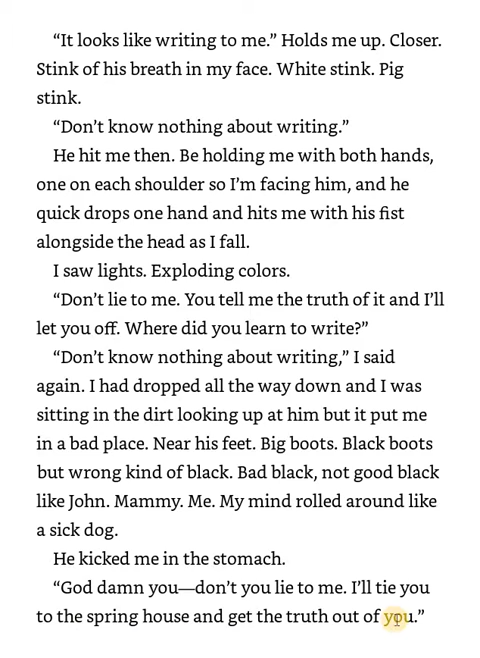 “It looks like writing to me.” Holds me up. Closer.
Stink of his breath in my face. White stink. Pig
stink.
“Don’t know nothing about writing.”
He hit me then. Be holding me with both hands,
one on each shoulder so I’m facing him, and he
quick drops one hand and hits me with his fist
alongside the head as I fall.
I saw lights. Exploding colors.
“Don’t lie to me. You tell me the truth of it and I’ll
let you off. Where did you learn to write?”
“Don’t know nothing about writing,” I said
again. I had dropped all the way down and I was
sitting in the dirt looking up at him but it put me
in a bad place. Near his feet. Big boots. Black boots
but wrong kind of black. Bad black, not good black
like John. Mammy. Me. My mind rolled around like
a sick dog.
He kicked me in the stomach.
“God damn you—don’t you lie to me. I’ll tie you
to the spring house and get the truth out of you.”